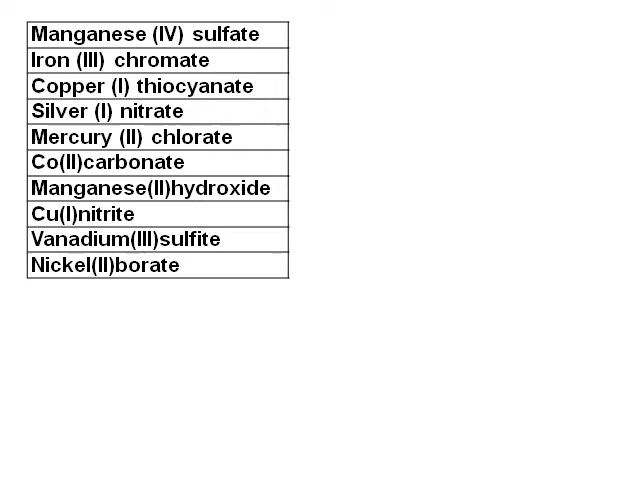 Manganese (IV) sulfate
Iron (III) chromate
Copper (I) thiocyanate
Silver (I) nitrate
Mercury (II) chlorate
Co(II)carbonate
Manganese(II)hydroxide
Cu(I)nitrite
Vanadium(III)sulfite
Nickel(II)borate